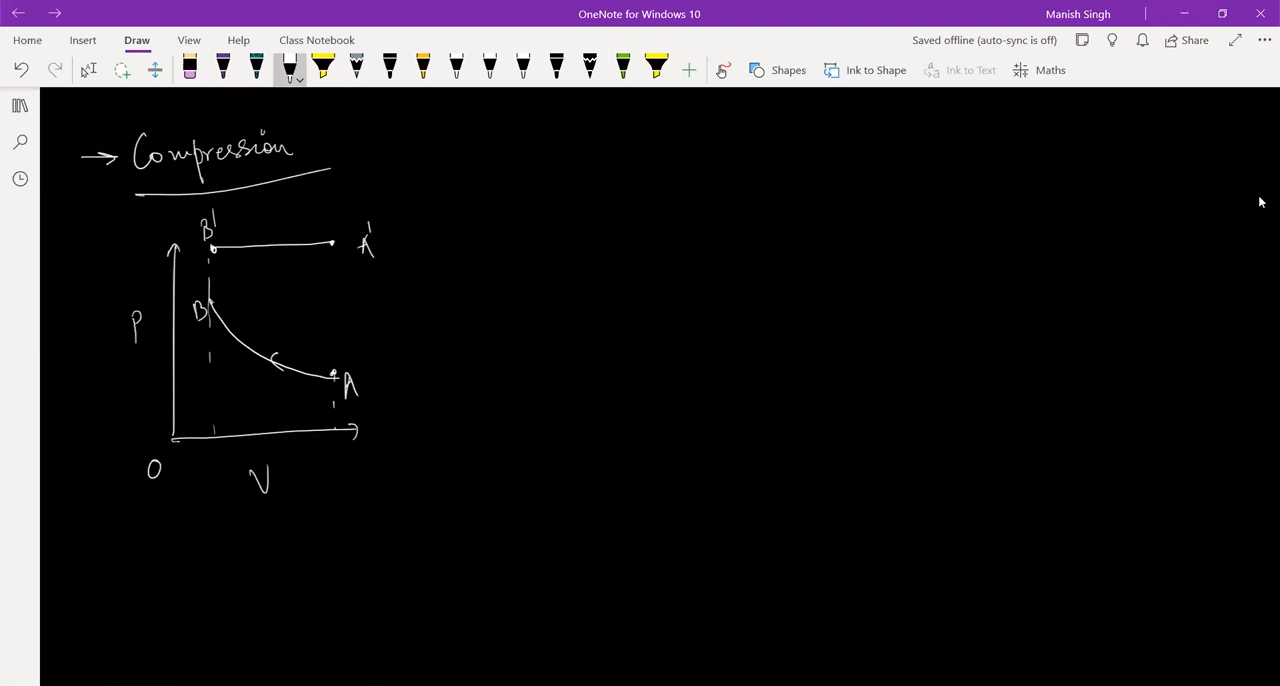 OneNote for Windows 10
Manish Singh
Home Insert Draw View Help Class Notebook
Saved offline (auto-sync is off)
Share
Shapes
Ink to Shape
Ink to Text
Maths
→ Compression
B' A'
B
P
A
O V